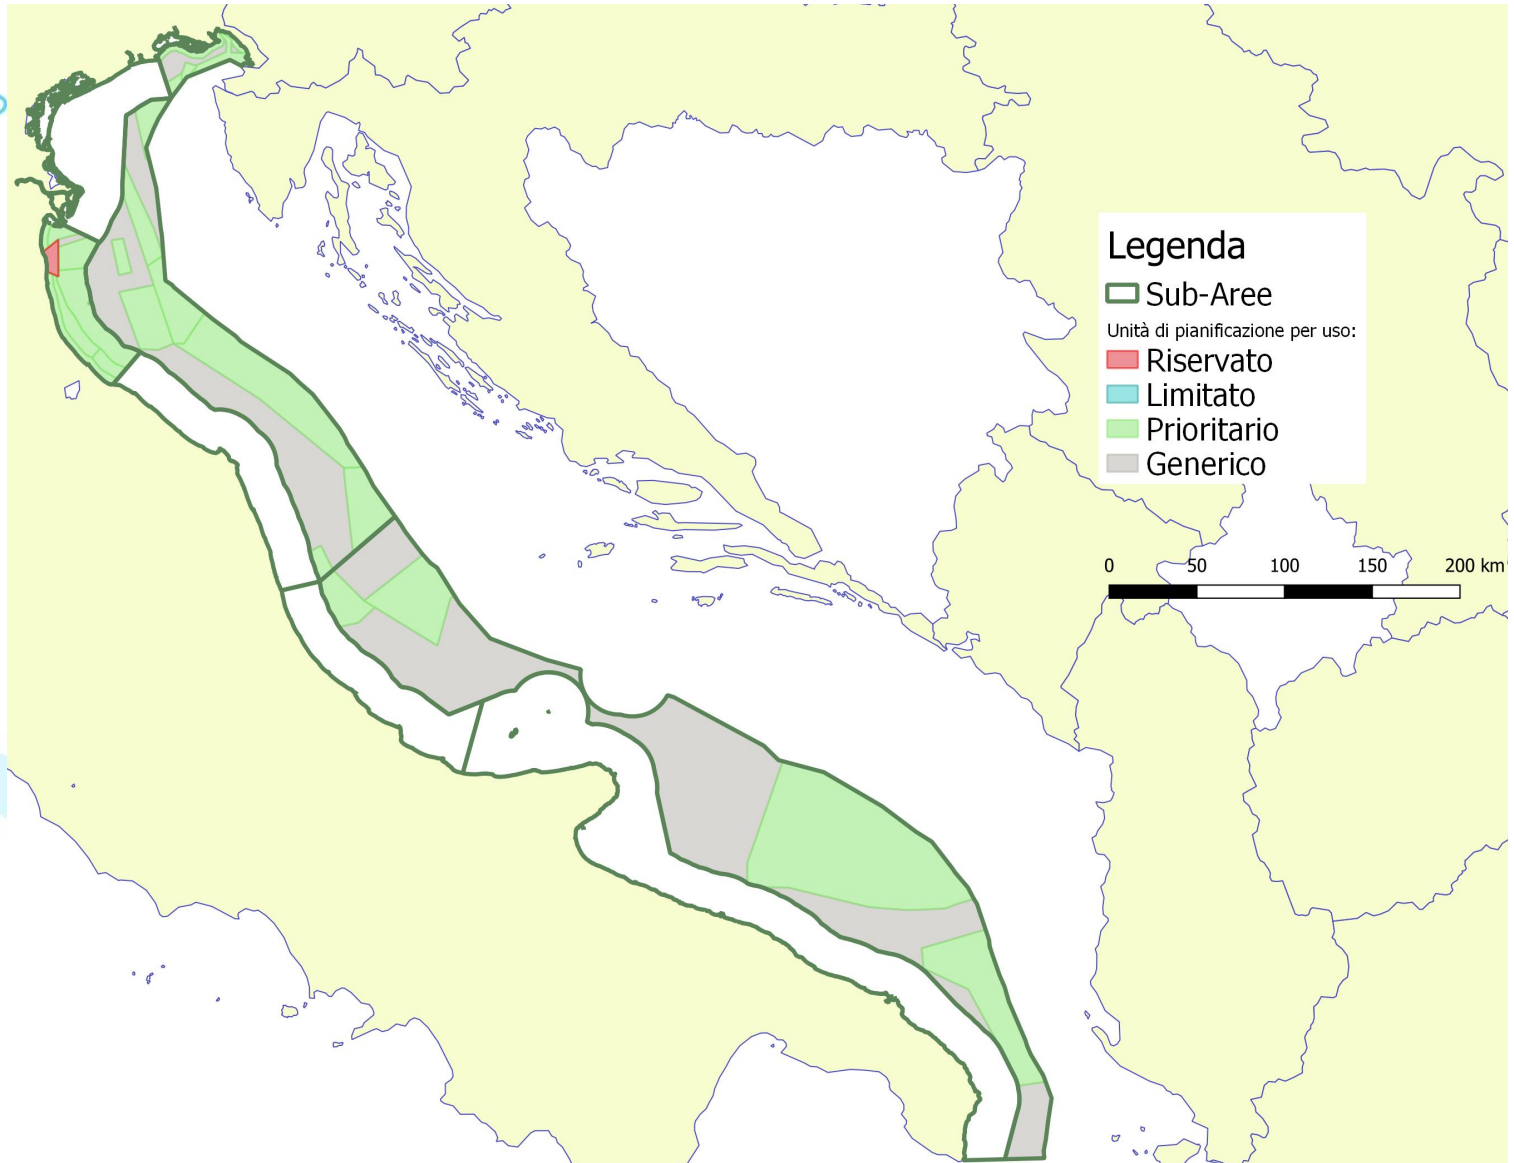 Legenda
Sub-Aree
Unità di pianificazione per uso:
Riservato
Limitato
Prioritario
Generico
0 50 100 150 200 km